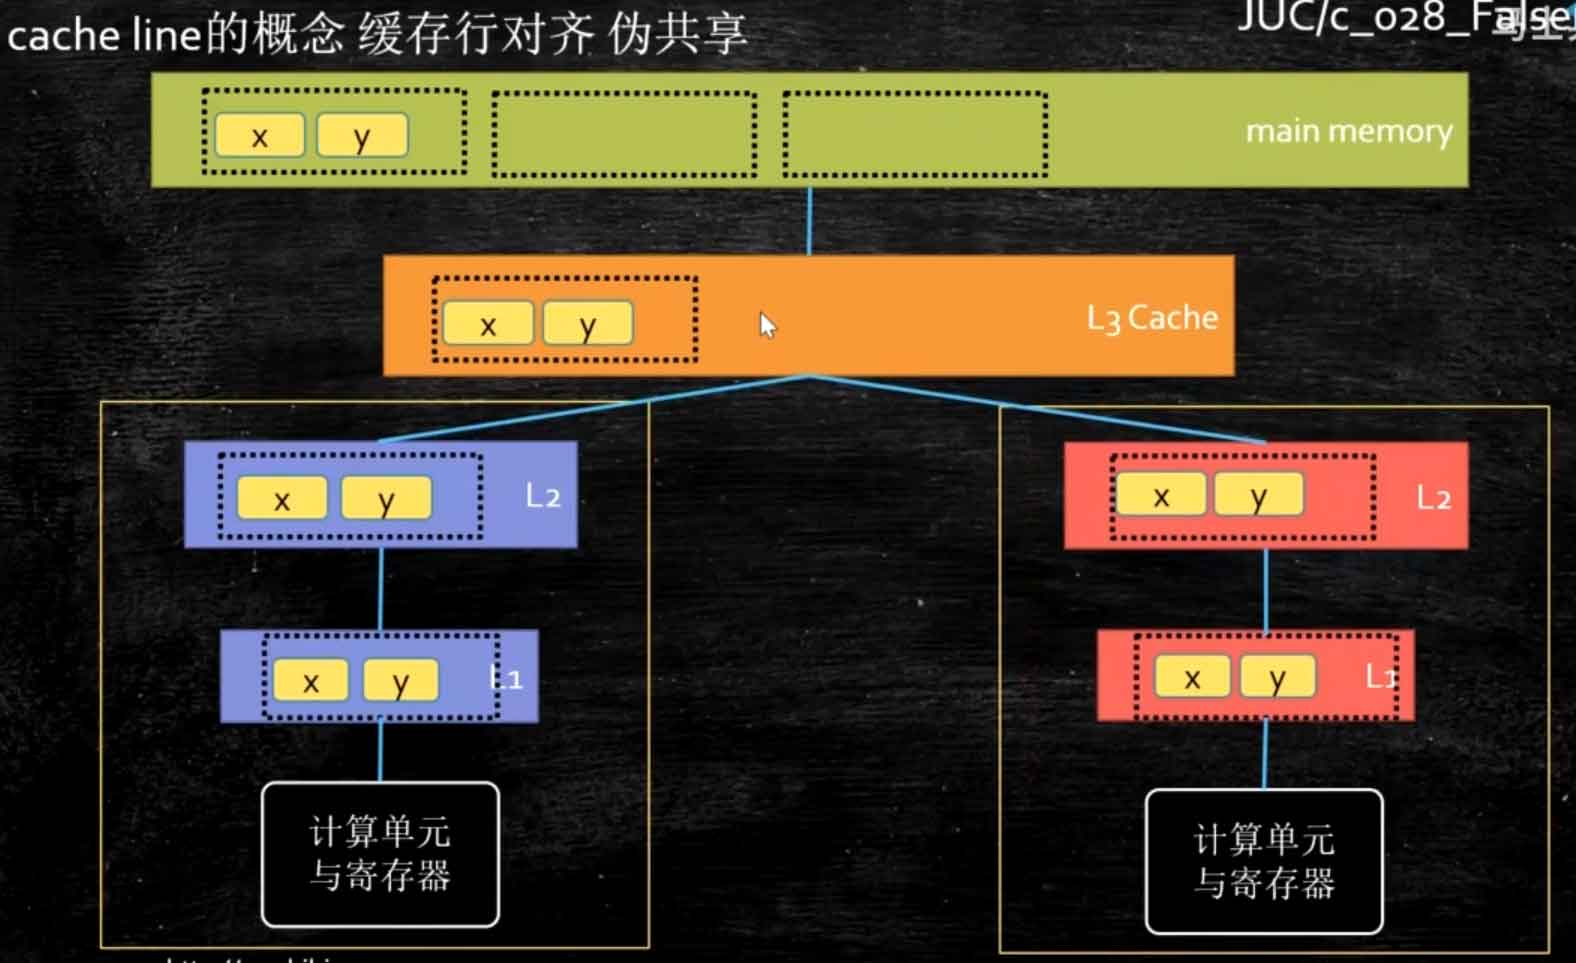 cache line的概念 缓存行对齐 伪共享
JUC/c_028_False
x y
main memory
x y
L3 Cache
x y
L2
x y
L2
x y
L1
x y
L1
计算单元
与寄存器
计算单元
与寄存器